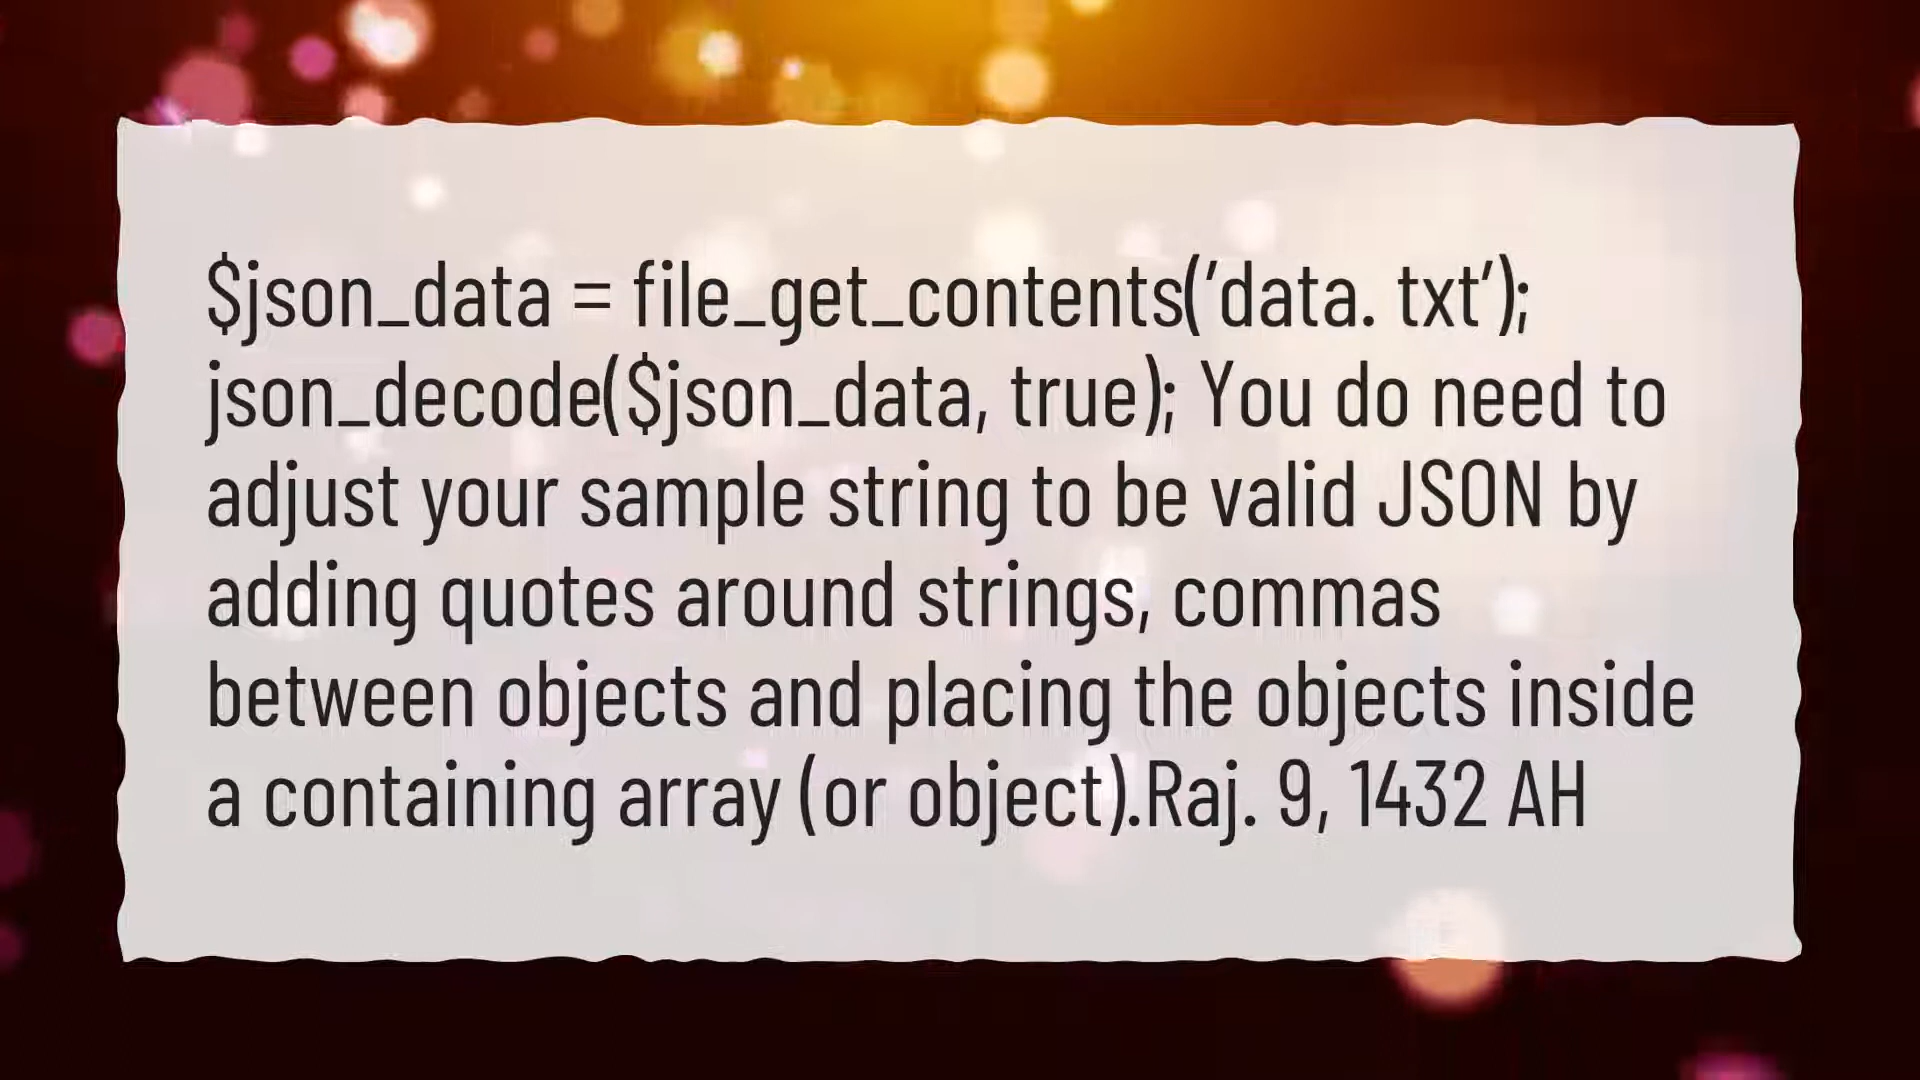 $json_data = file_get_contents('data. txt');
json_decode($json_data, true); You do need to
adjust your sample string to be valid JSON by
adding quotes around strings, commas
between objects and placing the objects inside
a containing array (or object).Raj. 9, 1432 AH